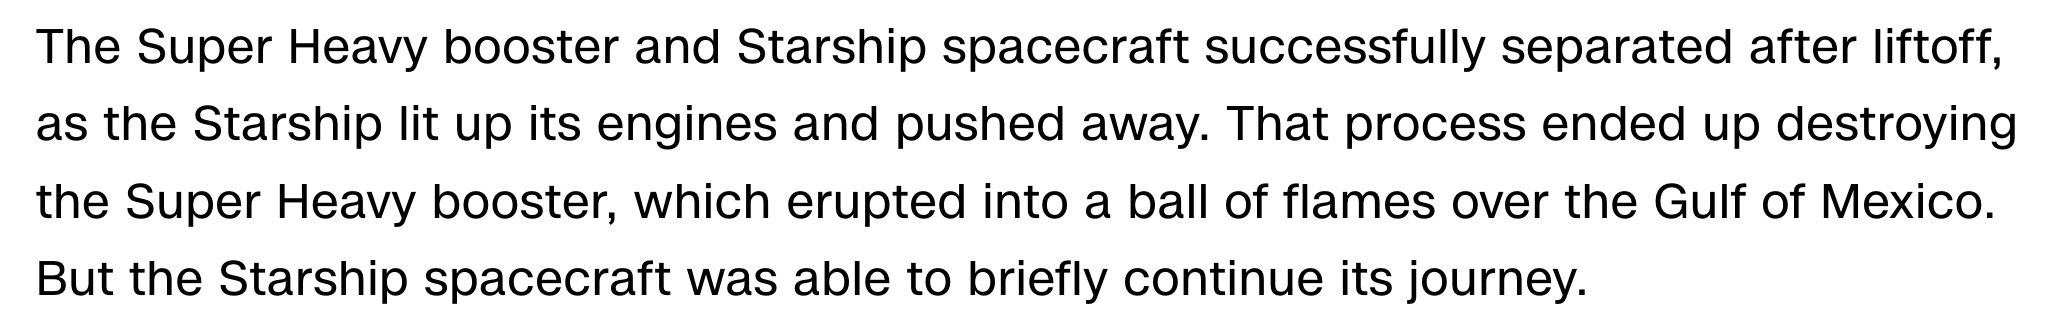 The Super Heavy booster and Starship spacecraft successfully separated after liftoff,
as the Starship lit up its engines and pushed away. That process ended up destroying
the Super Heavy booster, which erupted into a ball of flames over the Gulf of Mexico.
But the Starship spacecraft was able to briefly continue its journey.